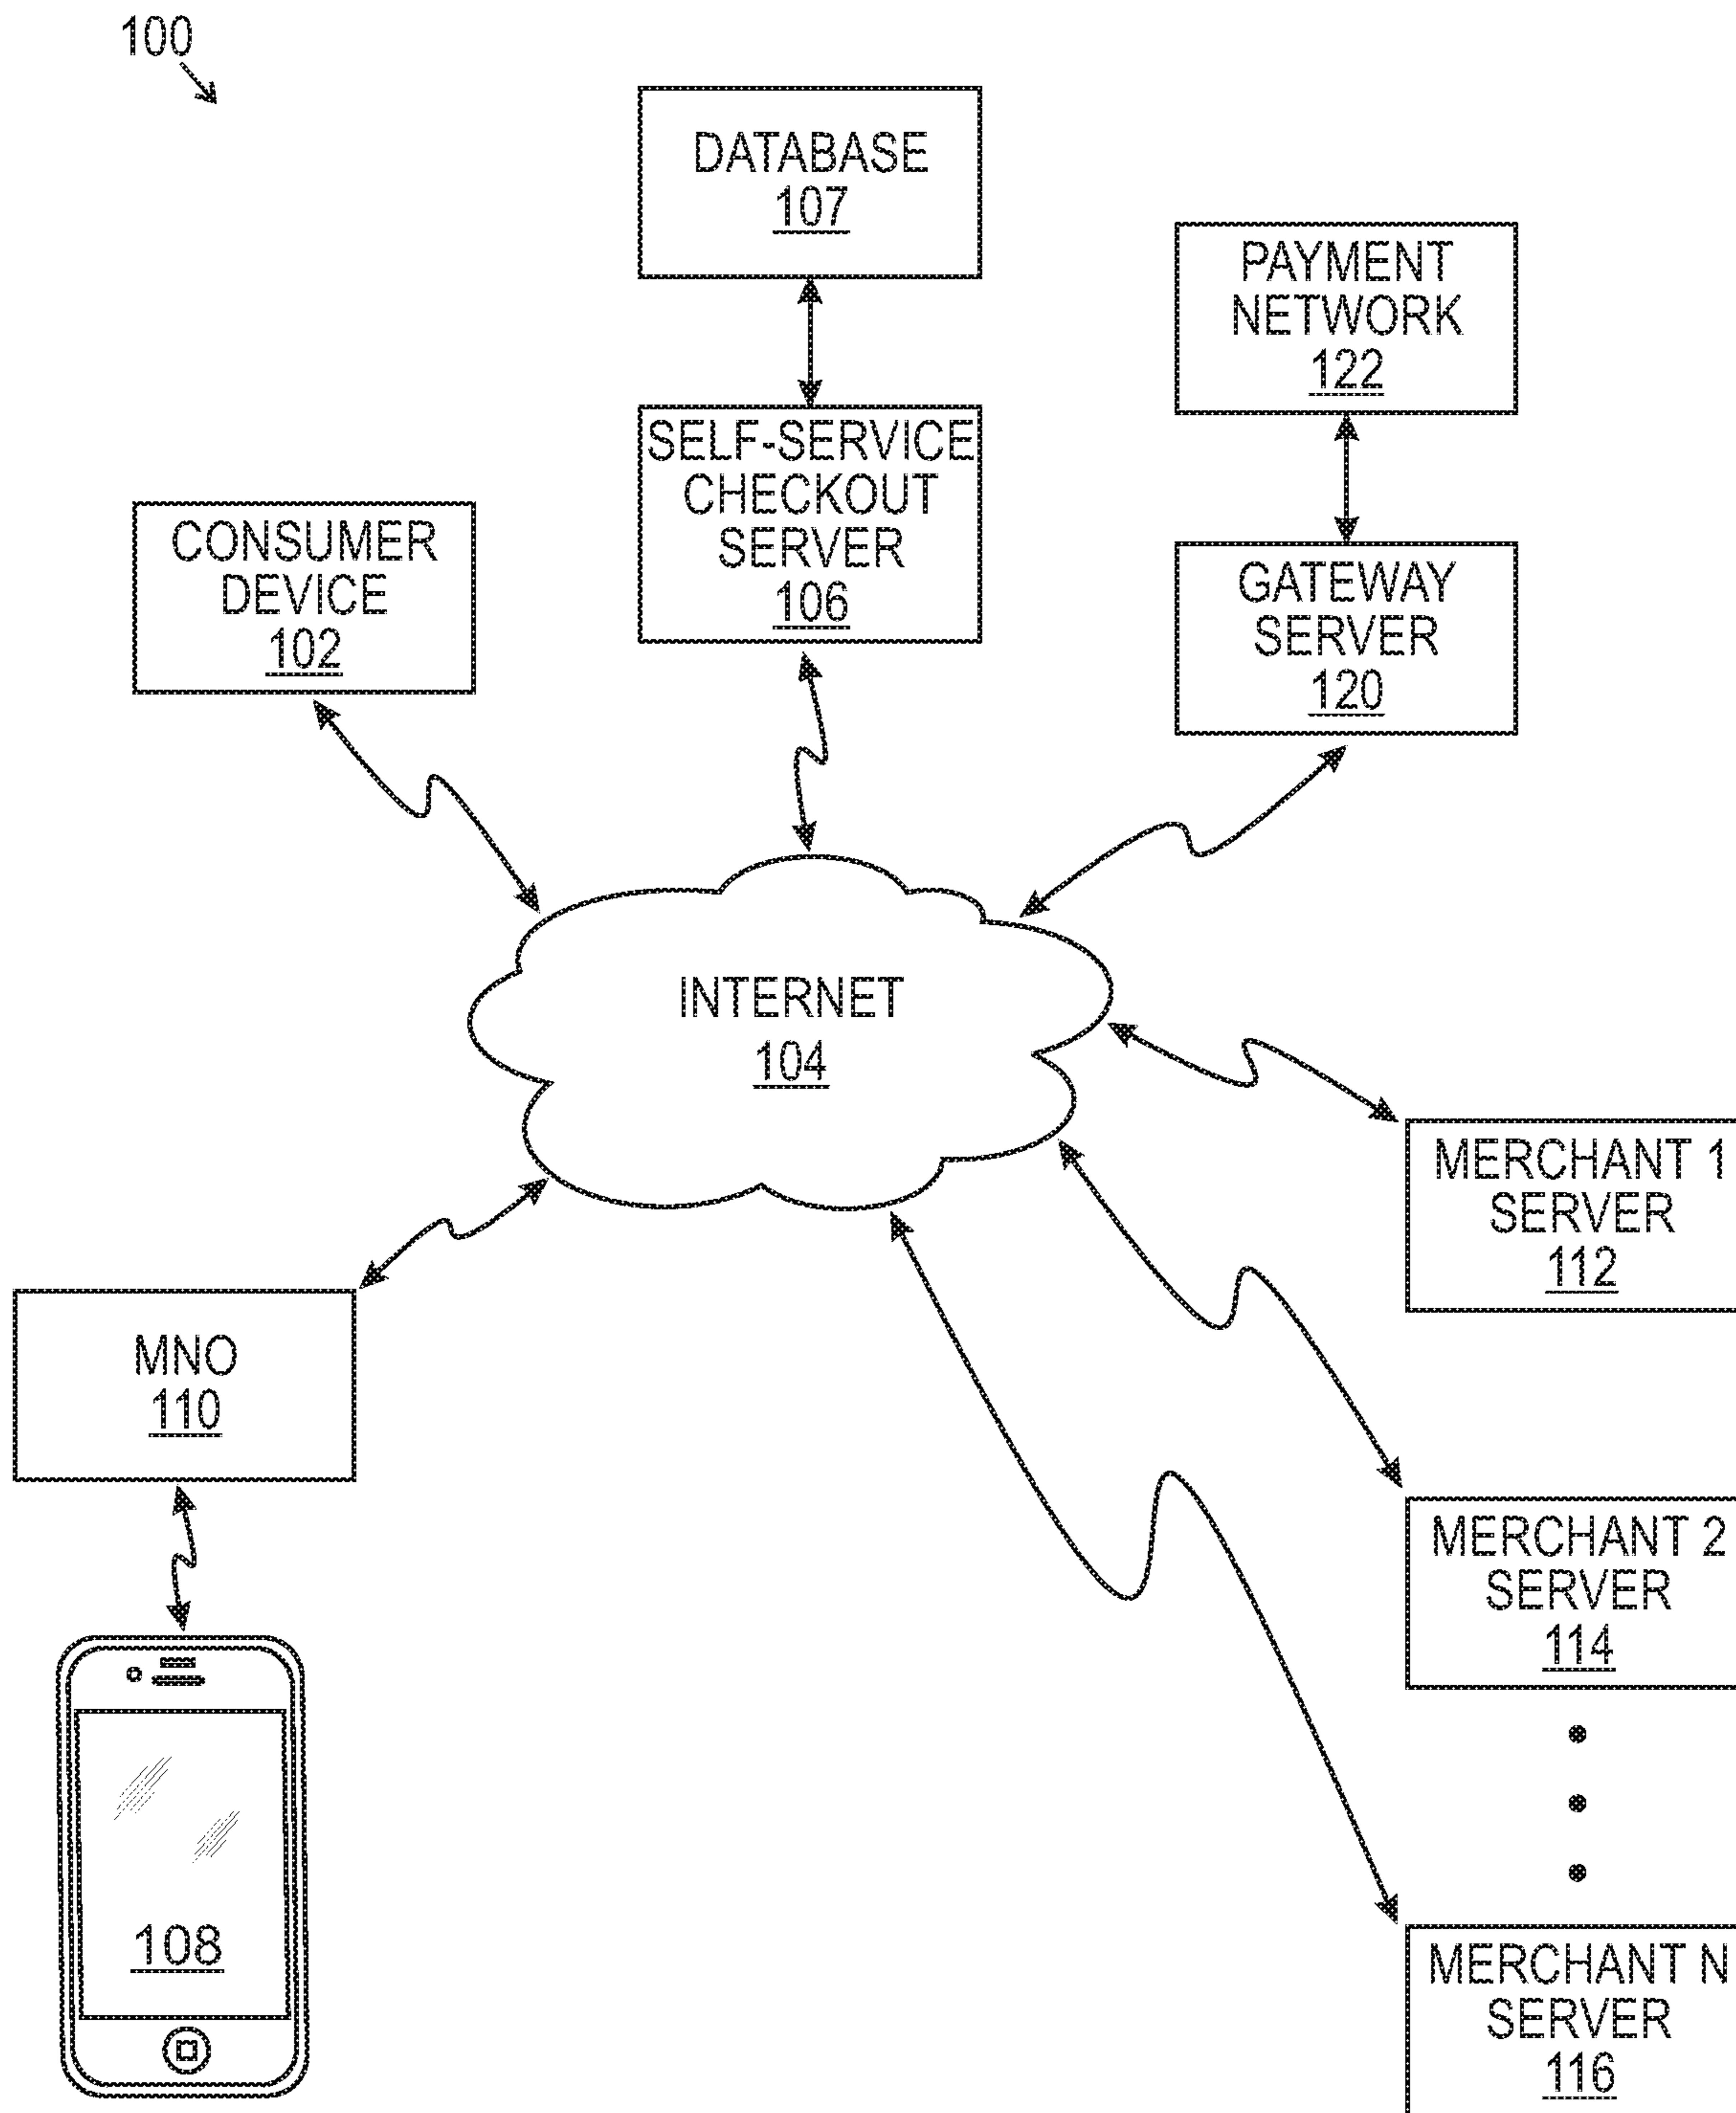 100
DATABASE
107
PAYMENT
NETWORK
122
SELF-SERVICE
CHECKOUT
SERVER
106
CONSUMER
DEVICE
102
GATEWAY
SERVER
120
INTERNET
104
MERCHANT 1
SERVER
112
MNO
110
MERCHANT 2
SERVER
114
108
MERCHANT N
SERVER
116